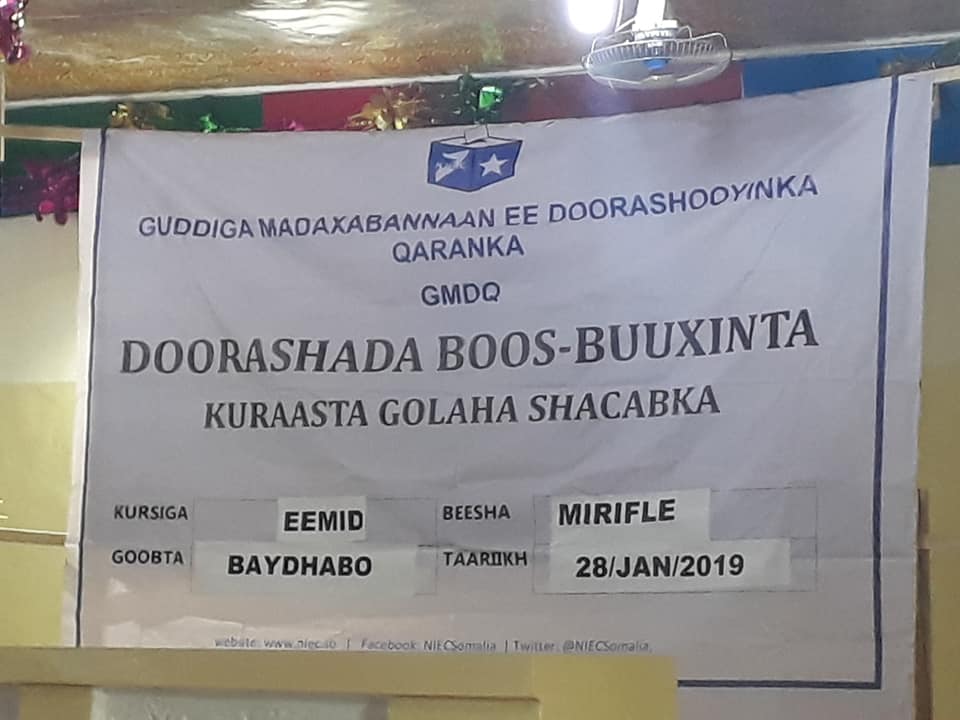 GUDDIGA MADAXABANNAAN EE DOORASHOOYINKA
QARANKA
GMDQ
DOORASHADA BOOS-BUUXINTA
KURAASTA GOLAHA SHACABKA
KURSIGA EEMID BEESHA MIRIFLE
GOOBTA BAYDHABO TAARIIKH 28/JAN/2019
website: www.niec.so | Facebook: NIECSomalia | Twitter: @NIECSomalia,